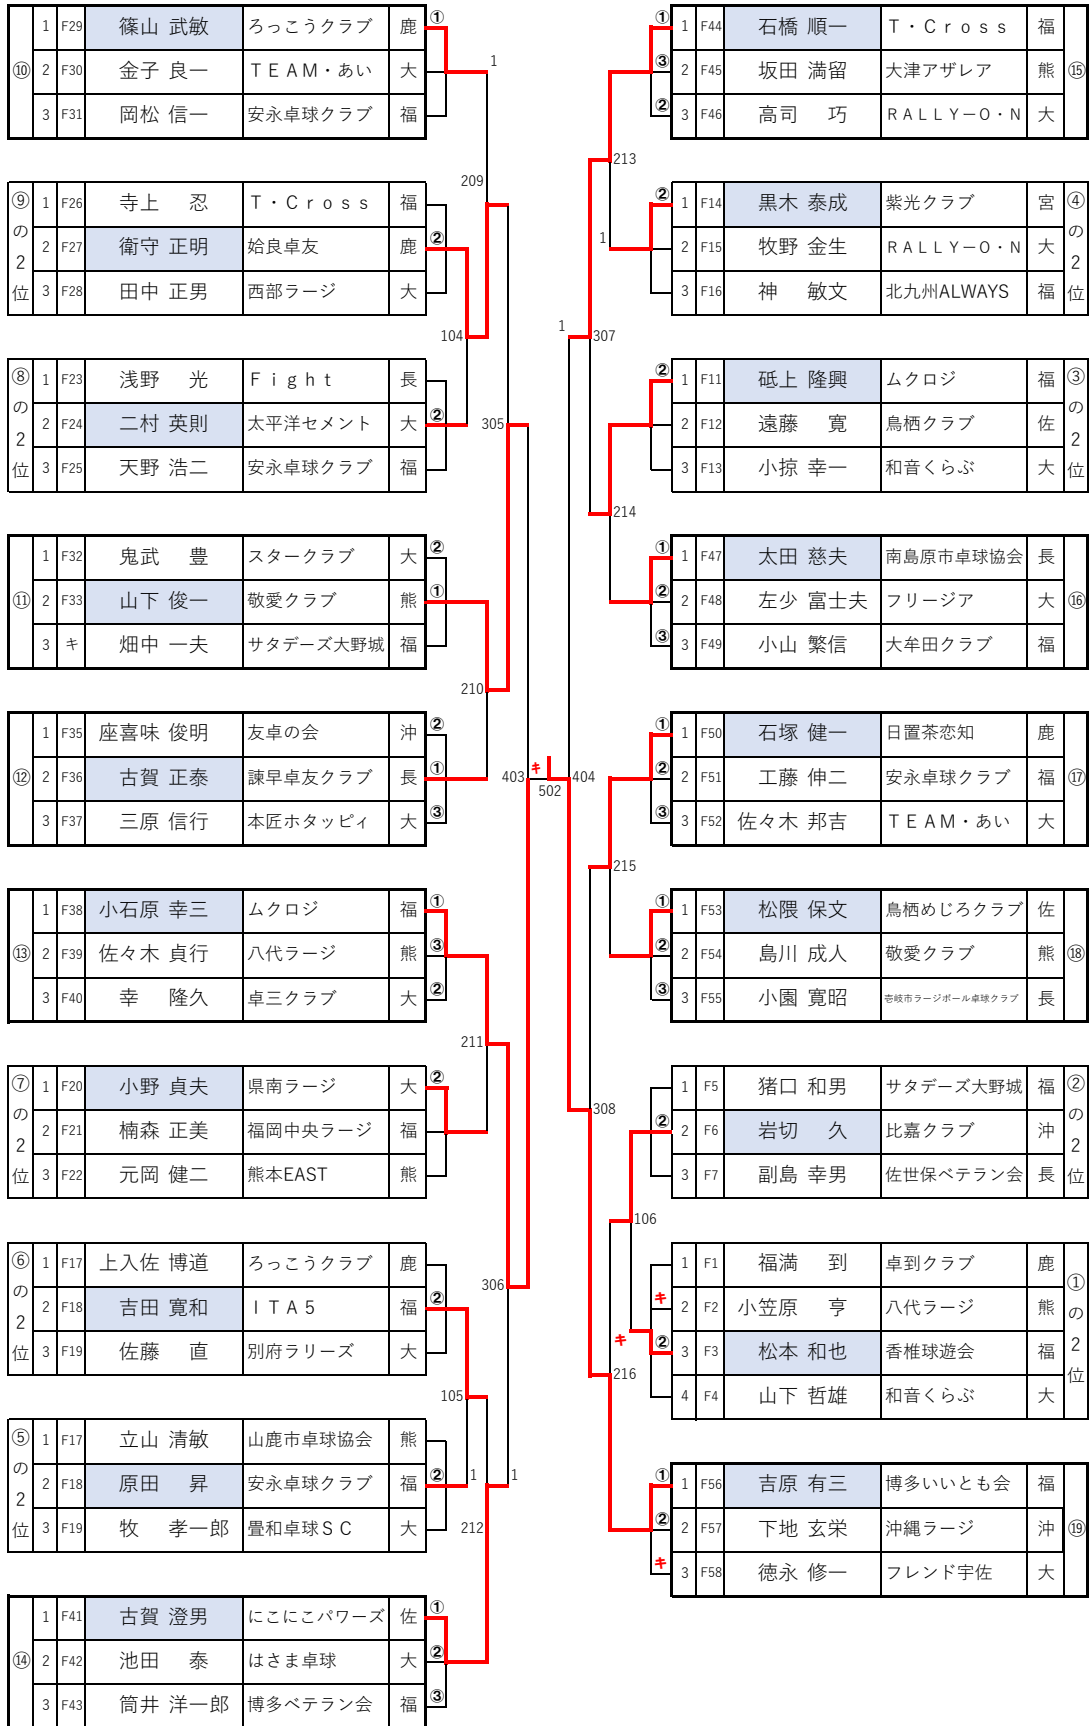 ⑩
1 F29 篠山 武敏 ろっこうクラブ 鹿 ①
2 F30 金子 良一 ＴＥＡＭ・あい 大
3 F31 岡松 信一 安永卓球クラブ 福
1
209
⑨の2位
1 F26 寺上 忍 Ｔ・Ｃｒｏｓｓ 福
2 F27 衛守 正明 姶良卓友 鹿 ②
3 F28 田中 正男 西部ラージ 大
104
⑧の2位
1 F23 浅野 光 Ｆｉｇｈｔ 長
2 F24 二村 英則 太平洋セメント 大 ②
3 F25 天野 浩二 安永卓球クラブ 福
305
⑪
1 F32 鬼武 豊 スタークラブ 大 ②
2 F33 山下 俊一 敬愛クラブ 熊 ①
3 キ 畑中 一夫 サタデーズ大野城 福
210
⑫
1 F35 座喜味 俊明 友卓の会 沖 ②
2 F36 古賀 正泰 諫早卓友クラブ 長 ①
3 F37 三原 信行 本匠ホタッピィ 大 ③
403
キ
502
404
⑬
1 F38 小石原 幸三 ムクロジ 福 ①
2 F39 佐々木 貞行 八代ラージ 熊 ③
3 F40 幸 隆久 卓三クラブ 大 ②
211
⑦の2位
1 F20 小野 貞夫 県南ラージ 大 ②
2 F21 楠森 正美 福岡中央ラージ 福
3 F22 元岡 健二 熊本EAST 熊
306
⑥の2位
1 F17 上入佐 博道 ろっこうクラブ 鹿
2 F18 吉田 寛和 ＩＴＡ５ 福 ②
3 F19 佐藤 直 別府ラリーズ 大
105
⑤の2位
1 F17 立山 清敏 山鹿市卓球協会 熊
2 F18 原田 昇 安永卓球クラブ 福 ②
3 F19 牧 孝一郎 畳和卓球ＳＣ 大
1
1
212
⑭
1 F41 古賀 澄男 にこにこパワーズ 佐 ①
2 F42 池田 泰 はさま卓球 大 ②
3 F43 筒井 洋一郎 博多ベテラン会 福 ③
① 1 F44 石橋 順一 Ｔ・Ｃｒｏｓｓ 福
③ 2 F45 坂田 満留 大津アザレア 熊
② 3 F46 高司 巧 ＲＡＬＬＹ－Ｏ・Ｎ 大
⑮
213
② 1 F14 黒木 泰成 紫光クラブ 宮
2 F15 牧野 金生 ＲＡＬＬＹ－Ｏ・Ｎ 大
3 F16 神 敏文 北九州ALWAYS 福
④の2位
1
1
307
② 1 F11 砥上 隆興 ムクロジ 福
2 F12 遠藤 寛 鳥栖クラブ 佐
3 F13 小掠 幸一 和音くらぶ 大
③の2位
214
① 1 F47 太田 慈夫 南島原市卓球協会 長
② 2 F48 左少 富士夫 フリージア 大
③ 3 F49 小山 繁信 大牟田クラブ 福
⑯
① 1 F50 石塚 健一 日置茶恋知 鹿
② 2 F51 工藤 伸二 安永卓球クラブ 福
③ 3 F52 佐々木 邦吉 ＴＥＡＭ・あい 大
⑰
215
① 1 F53 松隈 保文 鳥栖めじろクラブ 佐
② 2 F54 島川 成人 敬愛クラブ 熊
③ 3 F55 小園 寛昭 壱岐市ラージボール卓球クラブ 長
⑱
308
1 F5 猪口 和男 サタデーズ大野城 福
② 2 F6 岩切 久 比嘉クラブ 沖
3 F7 副島 幸男 佐世保ベテラン会 長
②の2位
106
1 F1 福満 到 卓到クラブ 鹿
キ 2 F2 小笠原 亨 八代ラージ 熊
キ
② 3 F3 松本 和也 香椎球遊会 福
4 F4 山下 哲雄 和音くらぶ 大
①の2位
216
① 1 F56 吉原 有三 博多いいとも会 福
② 2 F57 下地 玄栄 沖縄ラージ 沖
キ 3 F58 徳永 修一 フレンド宇佐 大
⑲